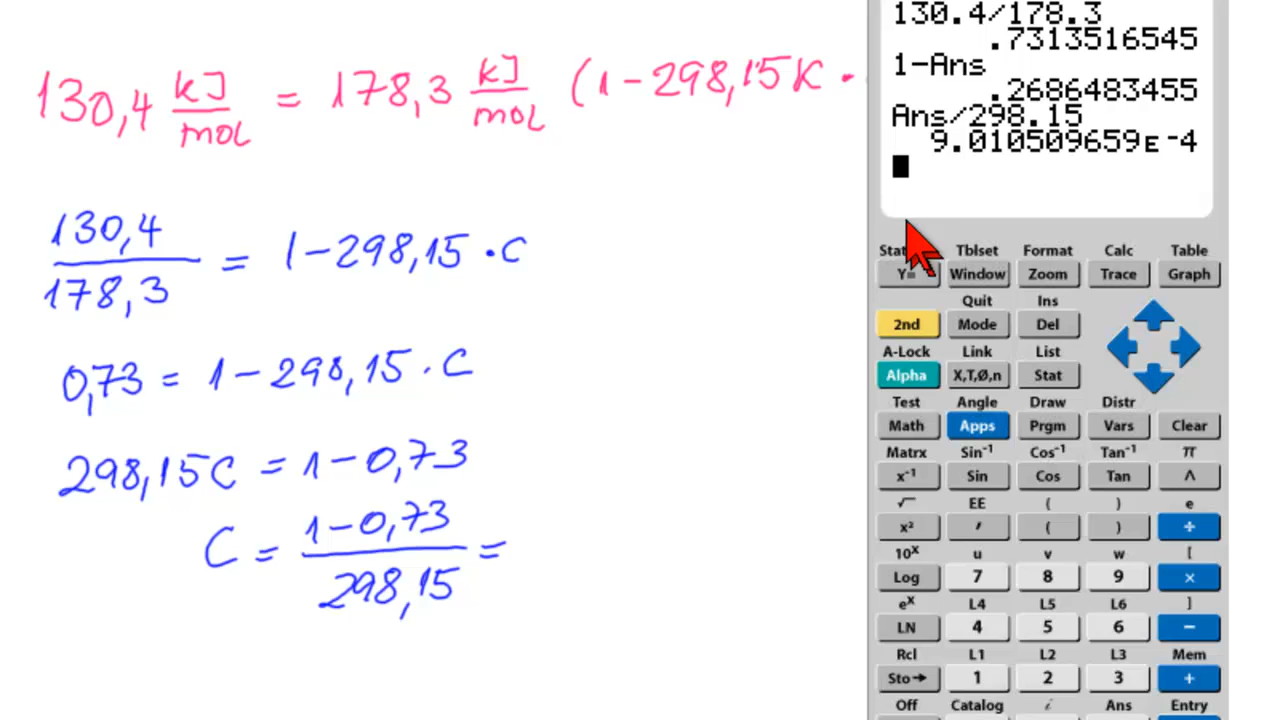 130,4 kJ/mol = 178,3 kJ/mol (1 − 298,15K ·
130,4/178,3 = 1 − 298,15 · C
0,73 = 1 − 298,15 · C
298,15C = 1 − 0,73
C = (1 − 0,73)/298,15 =
130.4/178.3
.7313516545
1-Ans
.2686483455
Ans/298.15
9.010509659E-4
Stat Tblset Format Calc Table
Y= Window Zoom Trace Graph
Quit Ins
2nd Mode Del
A-Lock Link List
Alpha X,T,Ø,n Stat
Test Angle Draw Distr
Math Apps Prgm Vars Clear
Matrx Sin⁻¹ Cos⁻¹ Tan⁻¹ π
x⁻¹ Sin Cos Tan ^
√ EE ( ) e
x² , ( ) ÷
10ˣ u v w [
Log 7 8 9 ×
eˣ L4 L5 L6 ]
LN 4 5 6 −
Rcl L1 L2 L3 Mem
Sto→ 1 2 3 +
Off Catalog i Ans Entry